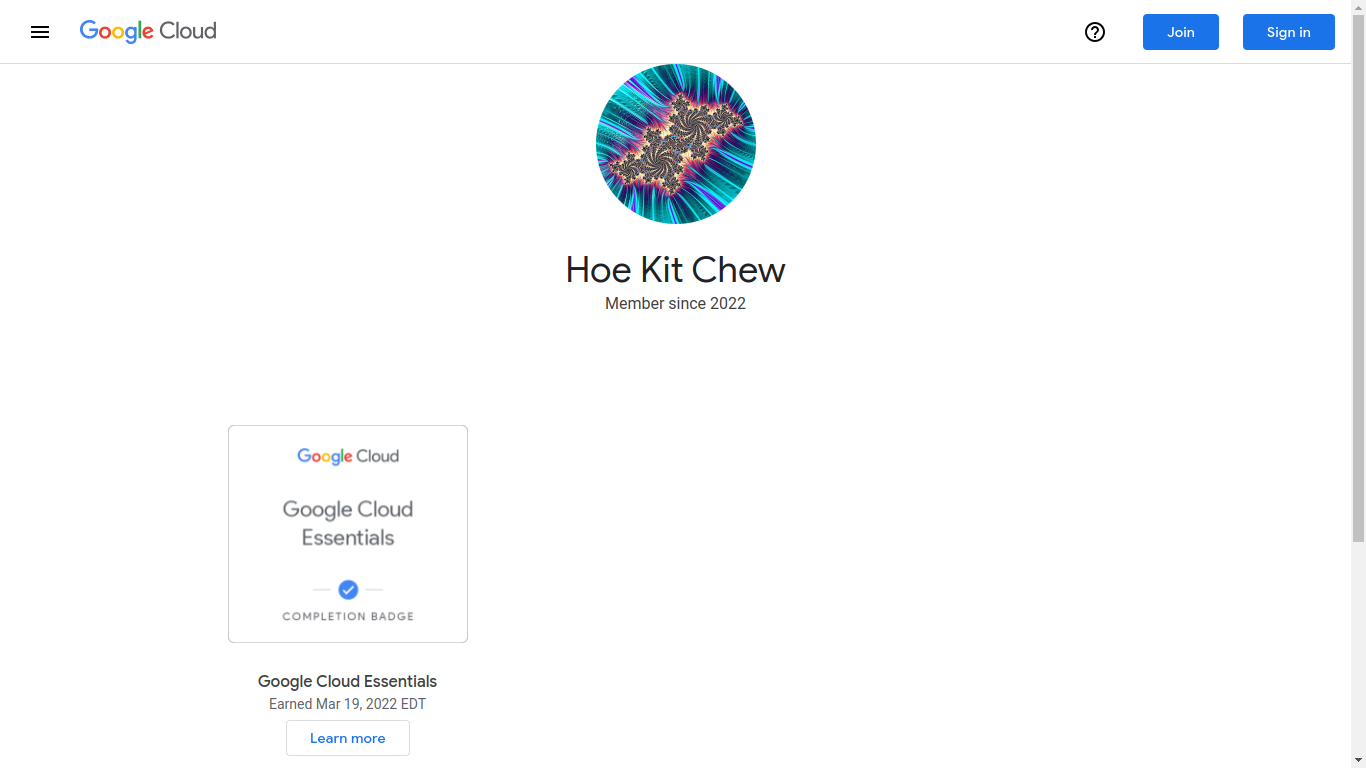 Google Cloud
Join
Sign in
Hoe Kit Chew
Member since 2022
Google Cloud
Google Cloud
Essentials
COMPLETION BADGE
Google Cloud Essentials
Earned Mar 19, 2022 EDT
Learn more